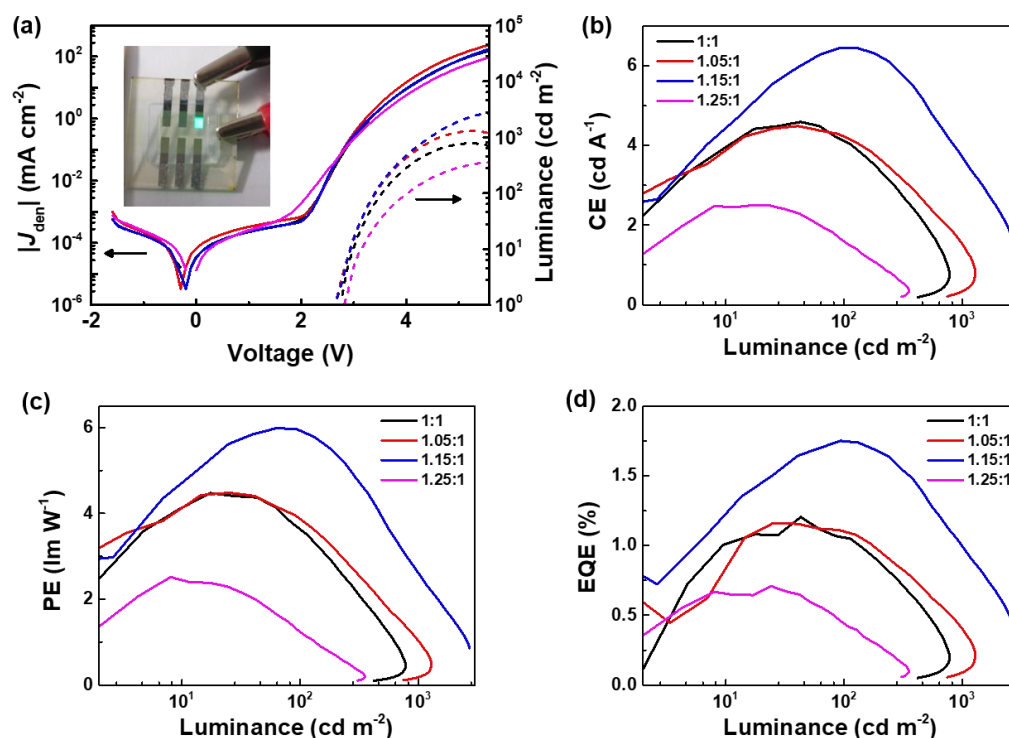 (a)
|J_den| (mA cm⁻²)
10²
10⁰
10⁻²
10⁻⁴
10⁻⁶
-2 0 2 4
Voltage (V)
10⁵
10⁴
10³
10²
10¹
10⁰
Luminance (cd m⁻²)
(b)
CE (cd A⁻¹)
6
4
2
0
10¹ 10² 10³
Luminance (cd m⁻²)
1:1
1.05:1
1.15:1
1.25:1
(c)
PE (lm W⁻¹)
6
4
2
0
10¹ 10² 10³
Luminance (cd m⁻²)
1:1
1.05:1
1.15:1
1.25:1
(d)
EQE (%)
2.0
1.5
1.0
0.5
0.0
10¹ 10² 10³
Luminance (cd m⁻²)
1:1
1.05:1
1.15:1
1.25:1